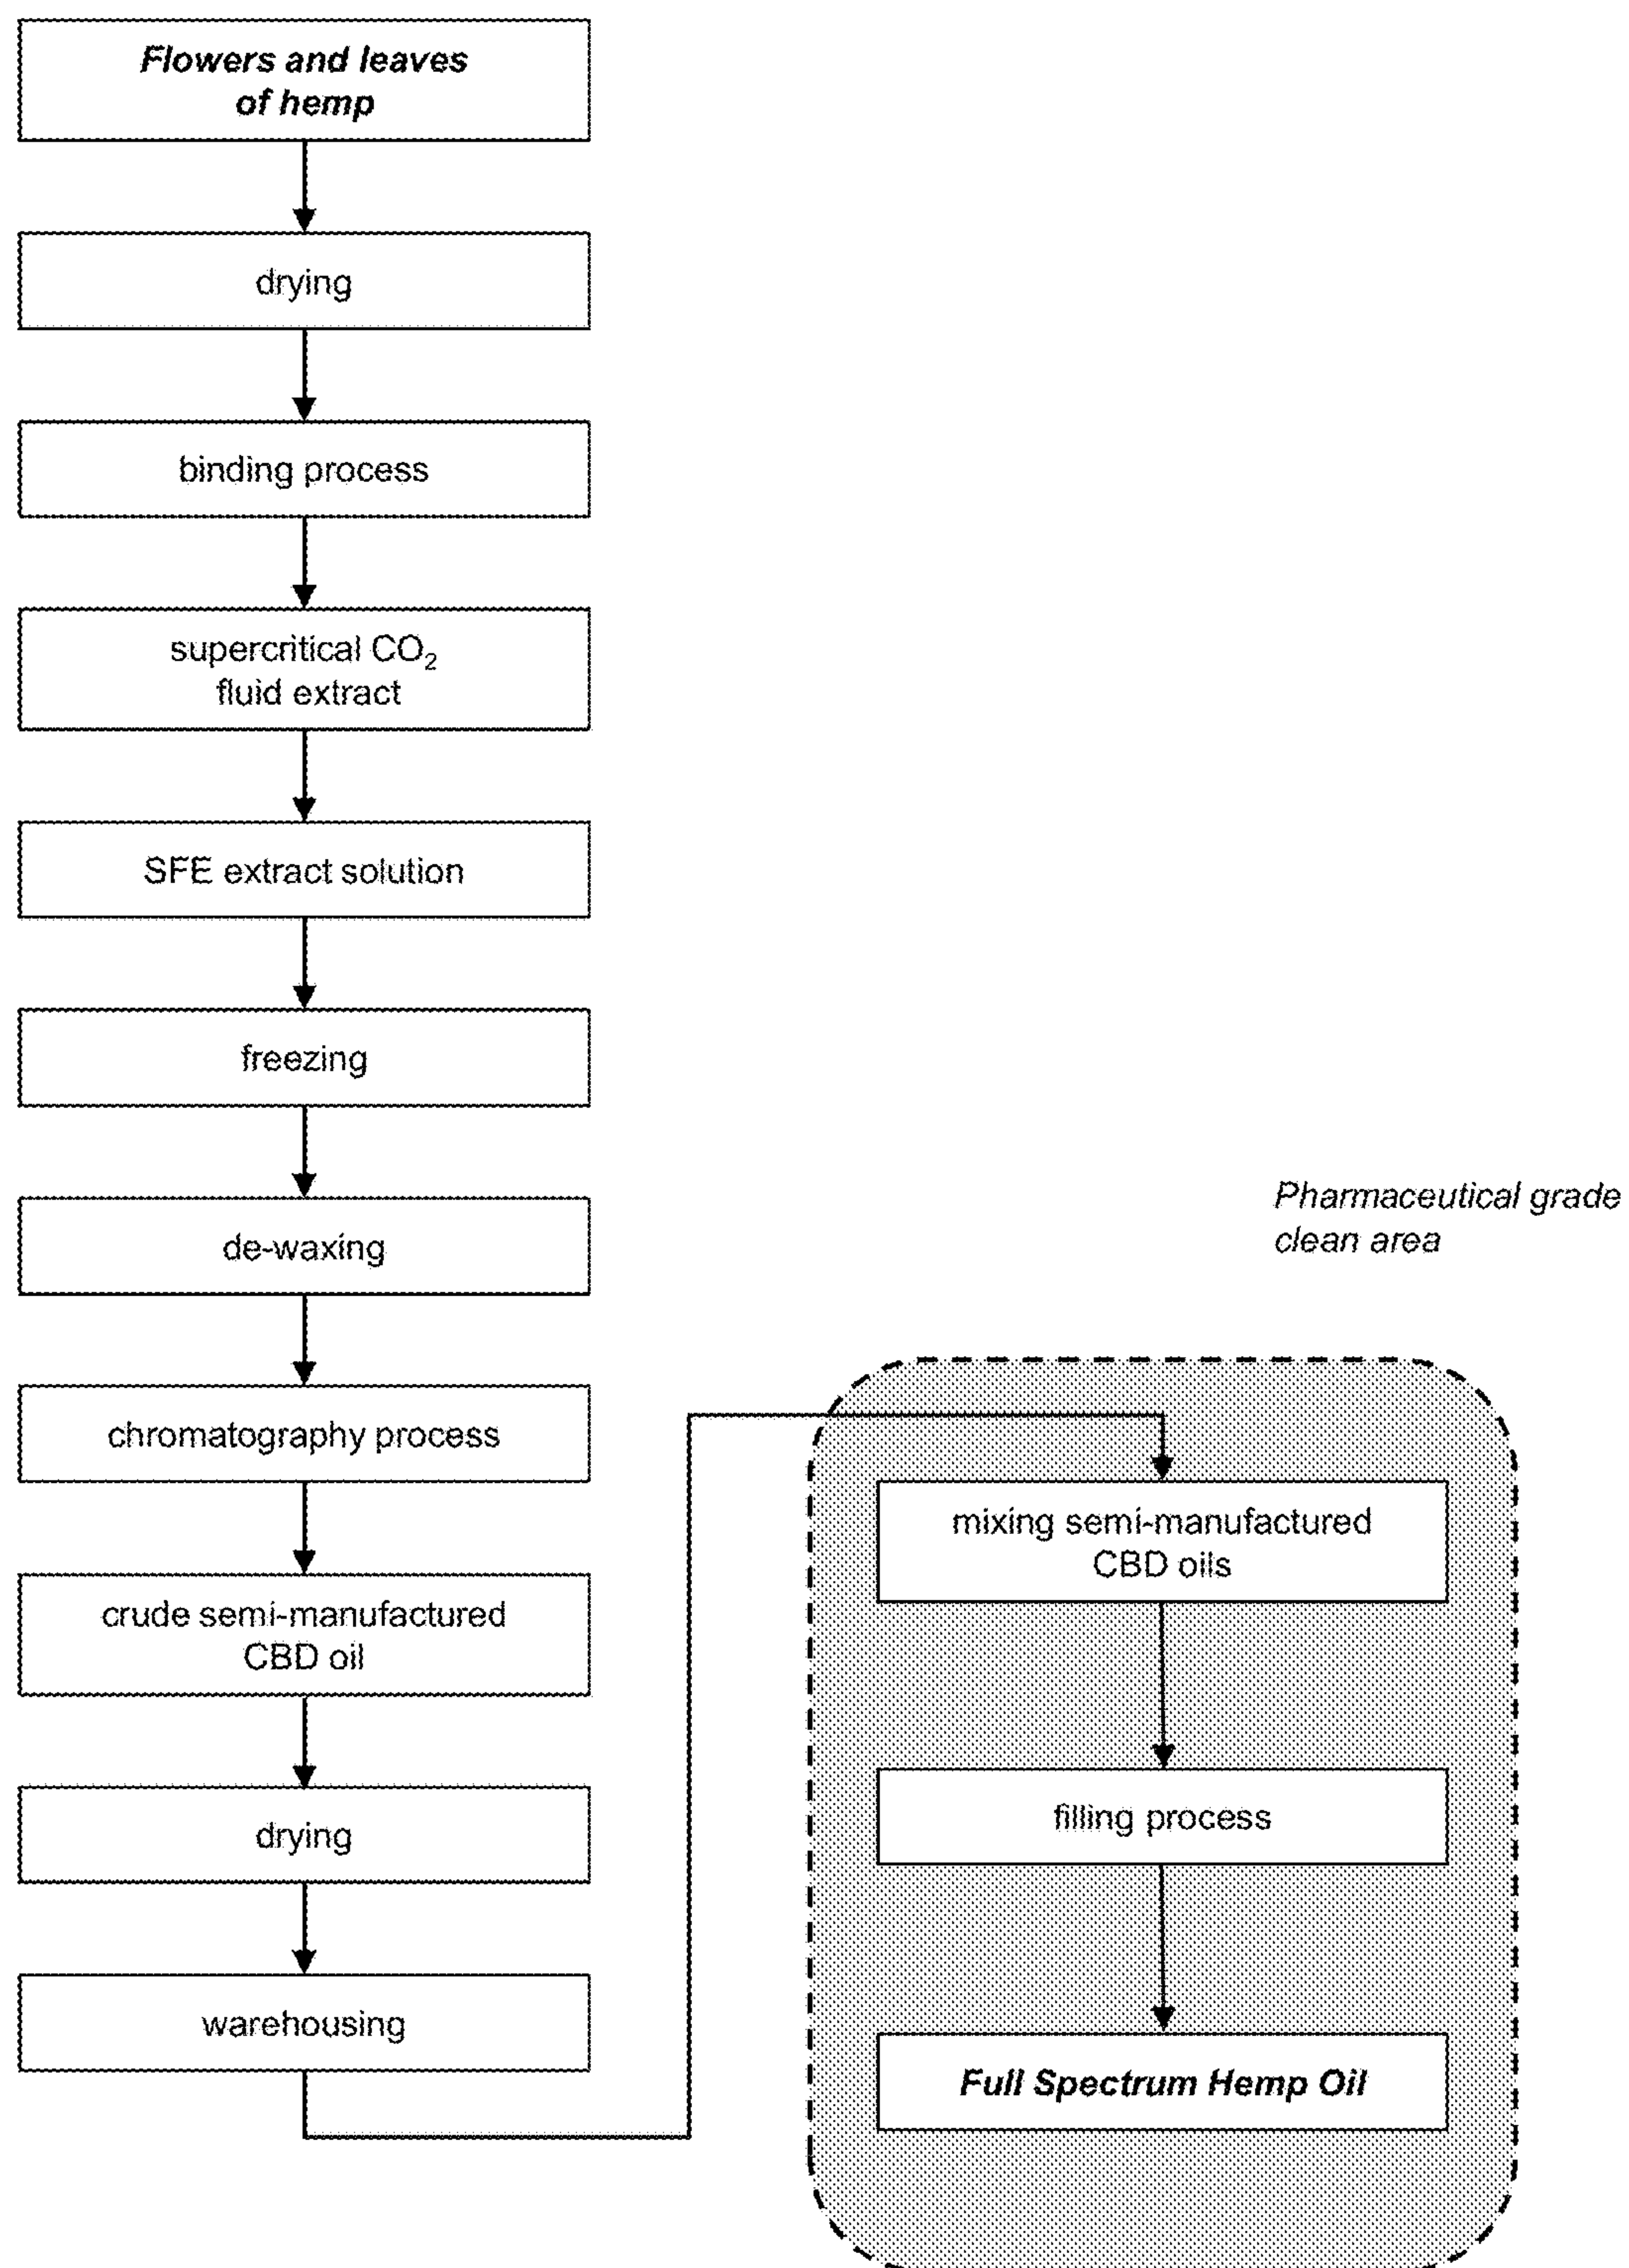 Flowers and leaves
of hemp
drying
binding process
supercritical CO₂
fluid extract
SFE extract solution
freezing
de-waxing
chromatography process
crude semi-manufactured
CBD oil
drying
warehousing
Pharmaceutical grade
clean area
mixing semi-manufactured
CBD oils
filling process
Full Spectrum Hemp Oil